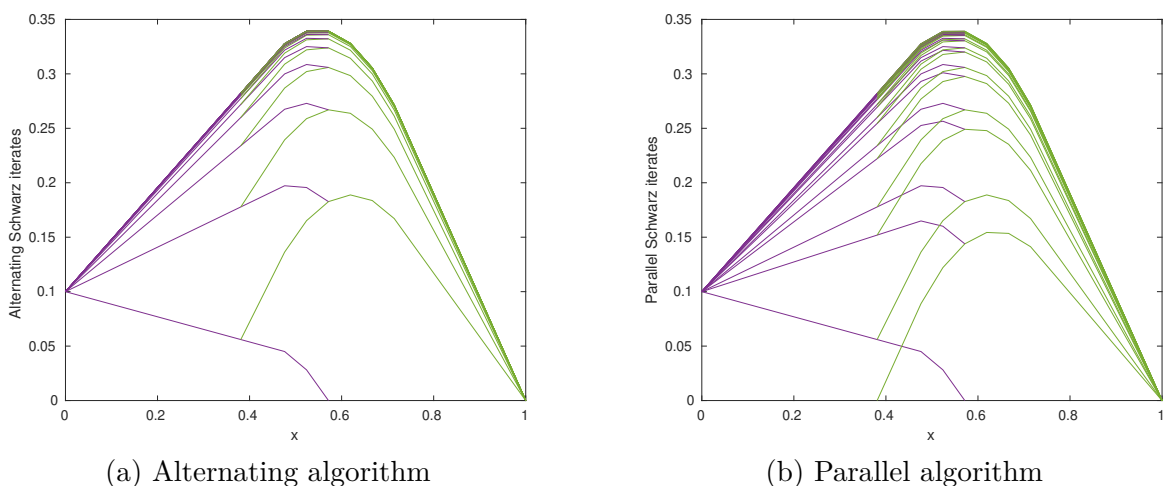 Alternating Schwarz iterates
0.35
0.3
0.25
0.2
0.15
0.1
0.05
0
0 0.2 0.4 0.6 0.8 1
x
(a) Alternating algorithm
Parallel Schwarz iterates
0.35
0.3
0.25
0.2
0.15
0.1
0.05
0
0 0.2 0.4 0.6 0.8 1
x
(b) Parallel algorithm